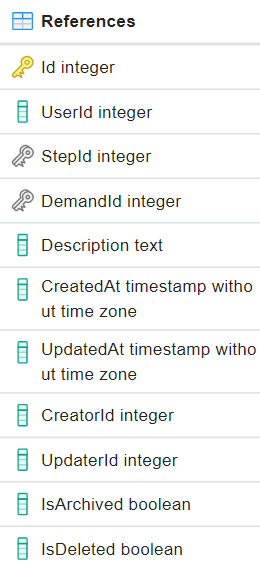 References
Id integer
UserId integer
StepId integer
DemandId integer
Description text
CreatedAt timestamp witho
ut time zone
UpdatedAt timestamp witho
ut time zone
CreatorId integer
UpdaterId integer
IsArchived boolean
IsDeleted boolean